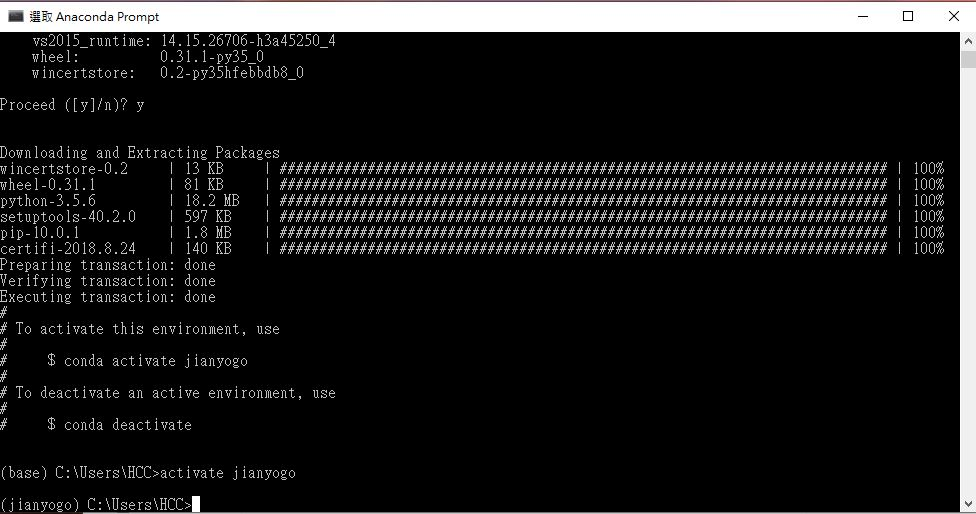 選取 Anaconda Prompt
vs2015_runtime: 14.15.26706-h3a45250_4
wheel: 0.31.1-py35_0
wincertstore: 0.2-py35hfebbdb8_0
Proceed ([y]/n)? y
Downloading and Extracting Packages
wincertstore-0.2 | 13 KB | ############################################################################ | 100%
wheel-0.31.1 | 81 KB | ############################################################################ | 100%
python-3.5.6 | 18.2 MB | ############################################################################ | 100%
setuptools-40.2.0 | 597 KB | ############################################################################ | 100%
pip-10.0.1 | 1.8 MB | ############################################################################ | 100%
certifi-2018.8.24 | 140 KB | ############################################################################ | 100%
Preparing transaction: done
Verifying transaction: done
Executing transaction: done
#
# To activate this environment, use
#
# $ conda activate jianyogo
#
# To deactivate an active environment, use
#
# $ conda deactivate
(base) C:\Users\HCC>activate jianyogo
(jianyogo) C:\Users\HCC>